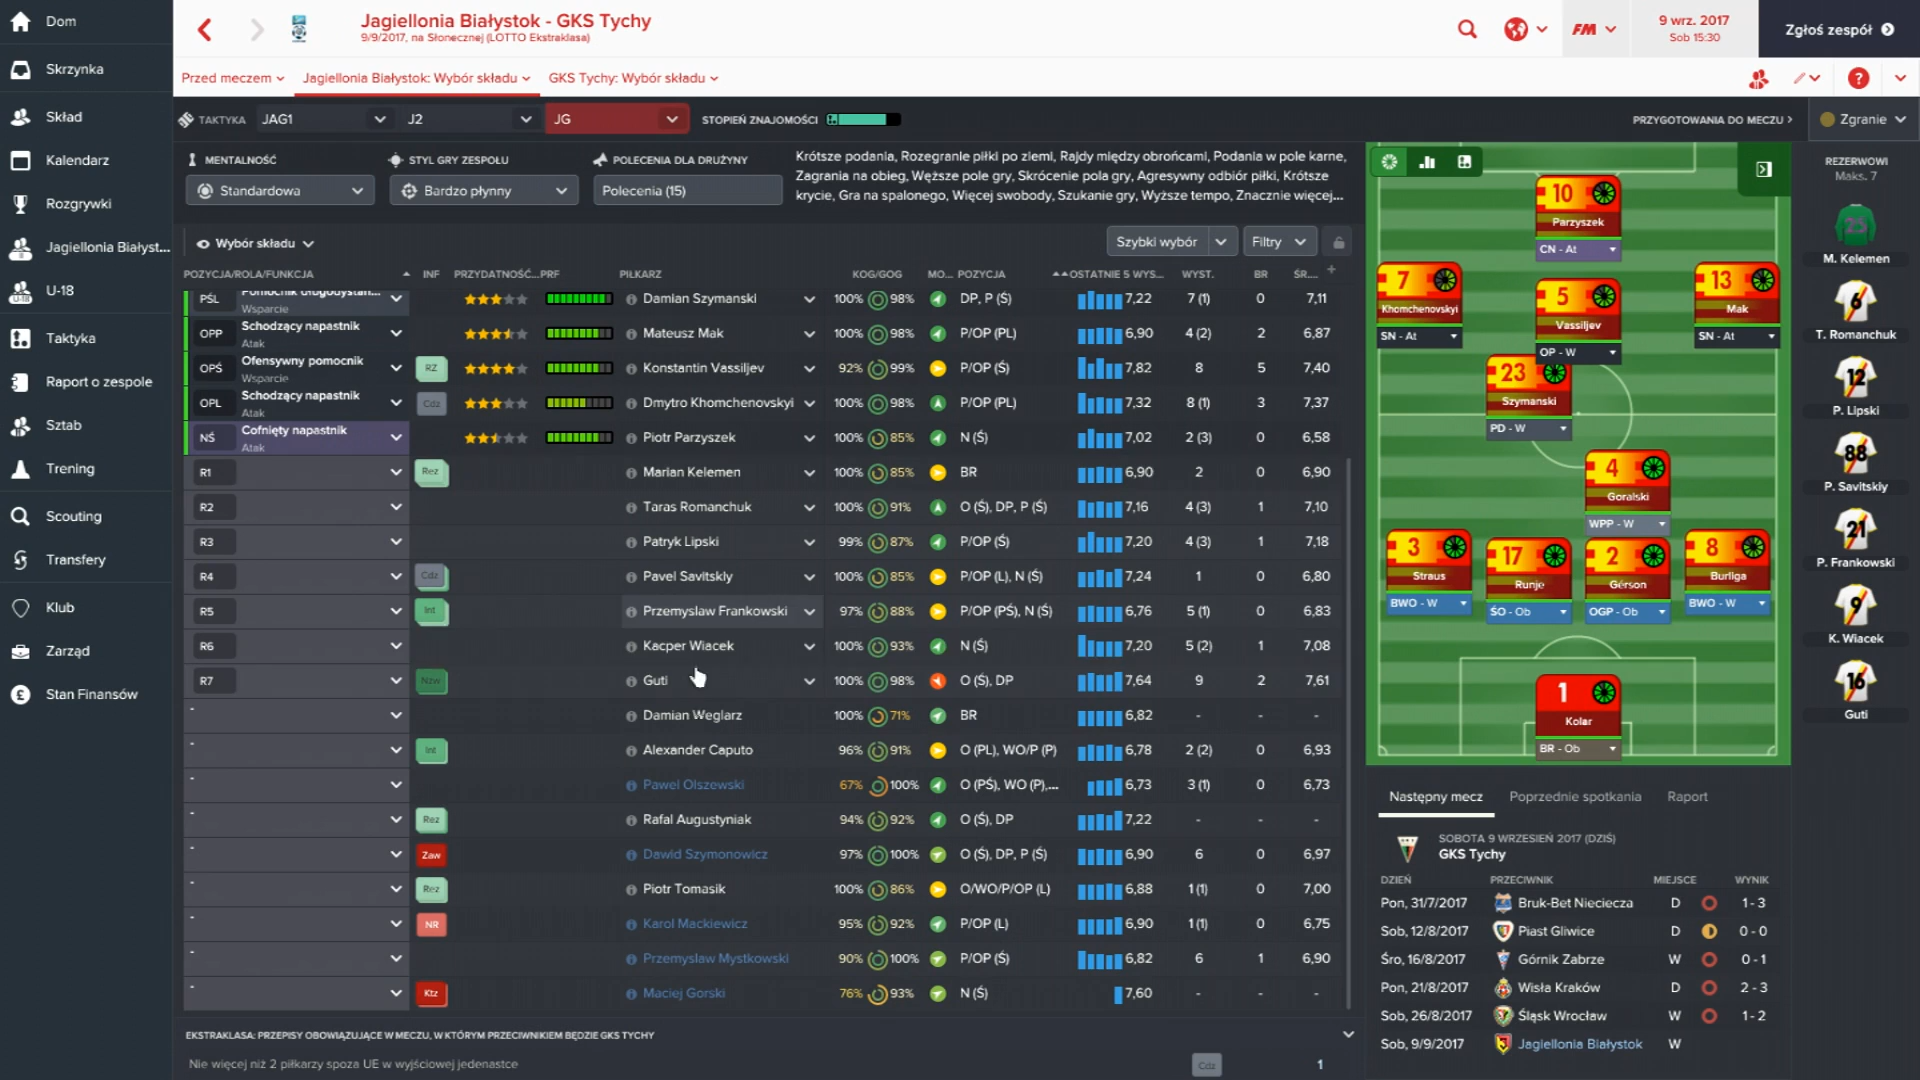 Dom
Skrzynka
Skład
Kalendarz
Rozgrywki
Jagiellonia Białyst...
U-18
Taktyka
Raport o zespole
Sztab
Trening
Scouting
Transfery
Klub
Zarząd
Stan Finansów
Jagiellonia Białystok - GKS Tychy
9/9/2017, na Słonecznej (LOTTO Ekstraklasa)
FM
9 wrz. 2017
Sob 15:30
Zgłoś zespół
Przed meczem
Jagiellonia Białystok: Wybór składu
GKS Tychy: Wybór składu
TAKTYKA
JAG1
J2
JG
STOPIEŃ ZNAJOMOŚCI
PRZYGOTOWANIA DO MECZU >
Zgranie
MENTALNOŚĆ
Standardowa
STYL GRY ZESPOŁU
Bardzo płynny
POLECENIA DLA DRUŻYNY
Polecenia (15)
Krótsze podania, Rozegranie piłki po ziemi, Rajdy między obrońcami, Podania w pole karne,
Zagrania na obieg, Węższe pole gry, Skrócenie pola gry, Agresywny odbiór piłki, Krótsze
krycie, Gra na spalonego, Więcej swobody, Szukanie gry, Wyższe tempo, Znacznie więcej...
Wybór składu
Szybki wybór
Filtry
POZYCJA/ROLA/FUNKCJA INF PRZYDATNOŚĆ... PRF PIŁKARZ KOG/GOG MO... POZYCJA OSTATNIE 5 WYS... WYST. BR ŚR....
PŚL Pomocnik długodystan... Wsparcie Damian Szymanski 100% 98% DP, P (Ś) 7,22 7 (1) 0 7,11
OPP Schodzący napastnik Atak Mateusz Mak 100% 98% P/OP (PL) 6,90 4 (2) 2 6,87
OPŚ Ofensywny pomocnik Wsparcie RZ Konstantin Vassiljev 92% 99% P/OP (Ś) 7,82 8 5 7,40
OPL Schodzący napastnik Atak Cdz Dmytro Khomchenovskyi 100% 98% P/OP (PL) 7,32 8 (1) 3 7,37
NŚ Cofnięty napastnik Atak Piotr Parzyszek 100% 85% N (Ś) 7,02 2 (3) 0 6,58
R1 Rez Marian Kelemen 100% 85% BR 6,90 2 0 6,90
R2 Taras Romanchuk 100% 91% O (Ś), DP, P (Ś) 7,16 4 (3) 1 7,10
R3 Patryk Lipski 99% 87% P/OP (Ś) 7,20 4 (3) 1 7,18
R4 Cdz Pavel Savitskiy 100% 85% P/OP (L), N (Ś) 7,24 1 0 6,80
R5 Int Przemyslaw Frankowski 97% 88% P/OP (PŚ), N (Ś) 6,76 5 (1) 0 6,83
R6 Kacper Wiacek 100% 93% N (Ś) 7,20 5 (2) 1 7,08
R7 Nzw Guti 100% 98% O (Ś), DP 7,64 9 2 7,61
- Damian Weglarz 100% 71% BR 6,82 - - -
- Int Alexander Caputo 96% 91% O (PL), WO/P (P) 6,78 2 (2) 0 6,93
- Pawel Olszewski 67% 100% O (PŚ), WO (P),... 6,73 3 (1) 0 6,73
- Rez Rafal Augustyniak 94% 92% O (Ś), DP 7,22 - - -
- Zaw Dawid Szymonowicz 97% 100% O (Ś), DP, P (Ś) 6,90 6 0 6,97
- Rez Piotr Tomasik 100% 86% O/WO/P/OP (L) 6,88 1 (1) 0 7,00
- NR Karol Mackiewicz 95% 92% P/OP (L) 6,90 1 (1) 0 6,75
- Przemyslaw Mystkowski 90% 100% P/OP (Ś) 6,82 6 1 6,90
- Ktz Maciej Gorski 76% 93% N (Ś) 7,60 - - -
EKSTRAKLASA: PRZEPISY OBOWIĄZUJĄCE W MECZU, W KTÓRYM PRZECIWNIKIEM BĘDZIE GKS TYCHY
Nie więcej niż 2 piłkarzy spoza UE w wyjściowej jedenastce Cdz 1
10
Parzyszek
CN - At
7
Khomchenovskyi
SN - At
5
Vassiljev
OP - W
13
Mak
SN - At
23
Szymanski
PD - W
4
Goralski
WPP - W
3
Straus
BWO - W
17
Runje
ŚO - Ob
2
Gérson
OGP - Ob
8
Burliga
BWO - W
1
Kolar
BR - Ob
REZERWOWI
Maks. 7
25
M. Kelemen
6
T. Romanchuk
12
P. Lipski
88
P. Savitskiy
21
P. Frankowski
9
K. Wiacek
16
Guti
Następny mecz
Poprzednie spotkania
Raport
SOBOTA 9 WRZESIEŃ 2017 (DZIŚ)
GKS Tychy
DZIEŃ PRZECIWNIK MIEJSCE WYNIK
Pon, 31/7/2017 Bruk-Bet Nieciecza D 1 - 3
Sob, 12/8/2017 Piast Gliwice D 0 - 0
Śro, 16/8/2017 Górnik Zabrze W 0 - 1
Pon, 21/8/2017 Wisła Kraków D 2 - 3
Sob, 26/8/2017 Śląsk Wrocław W 1 - 2
Sob, 9/9/2017 Jagiellonia Białystok W